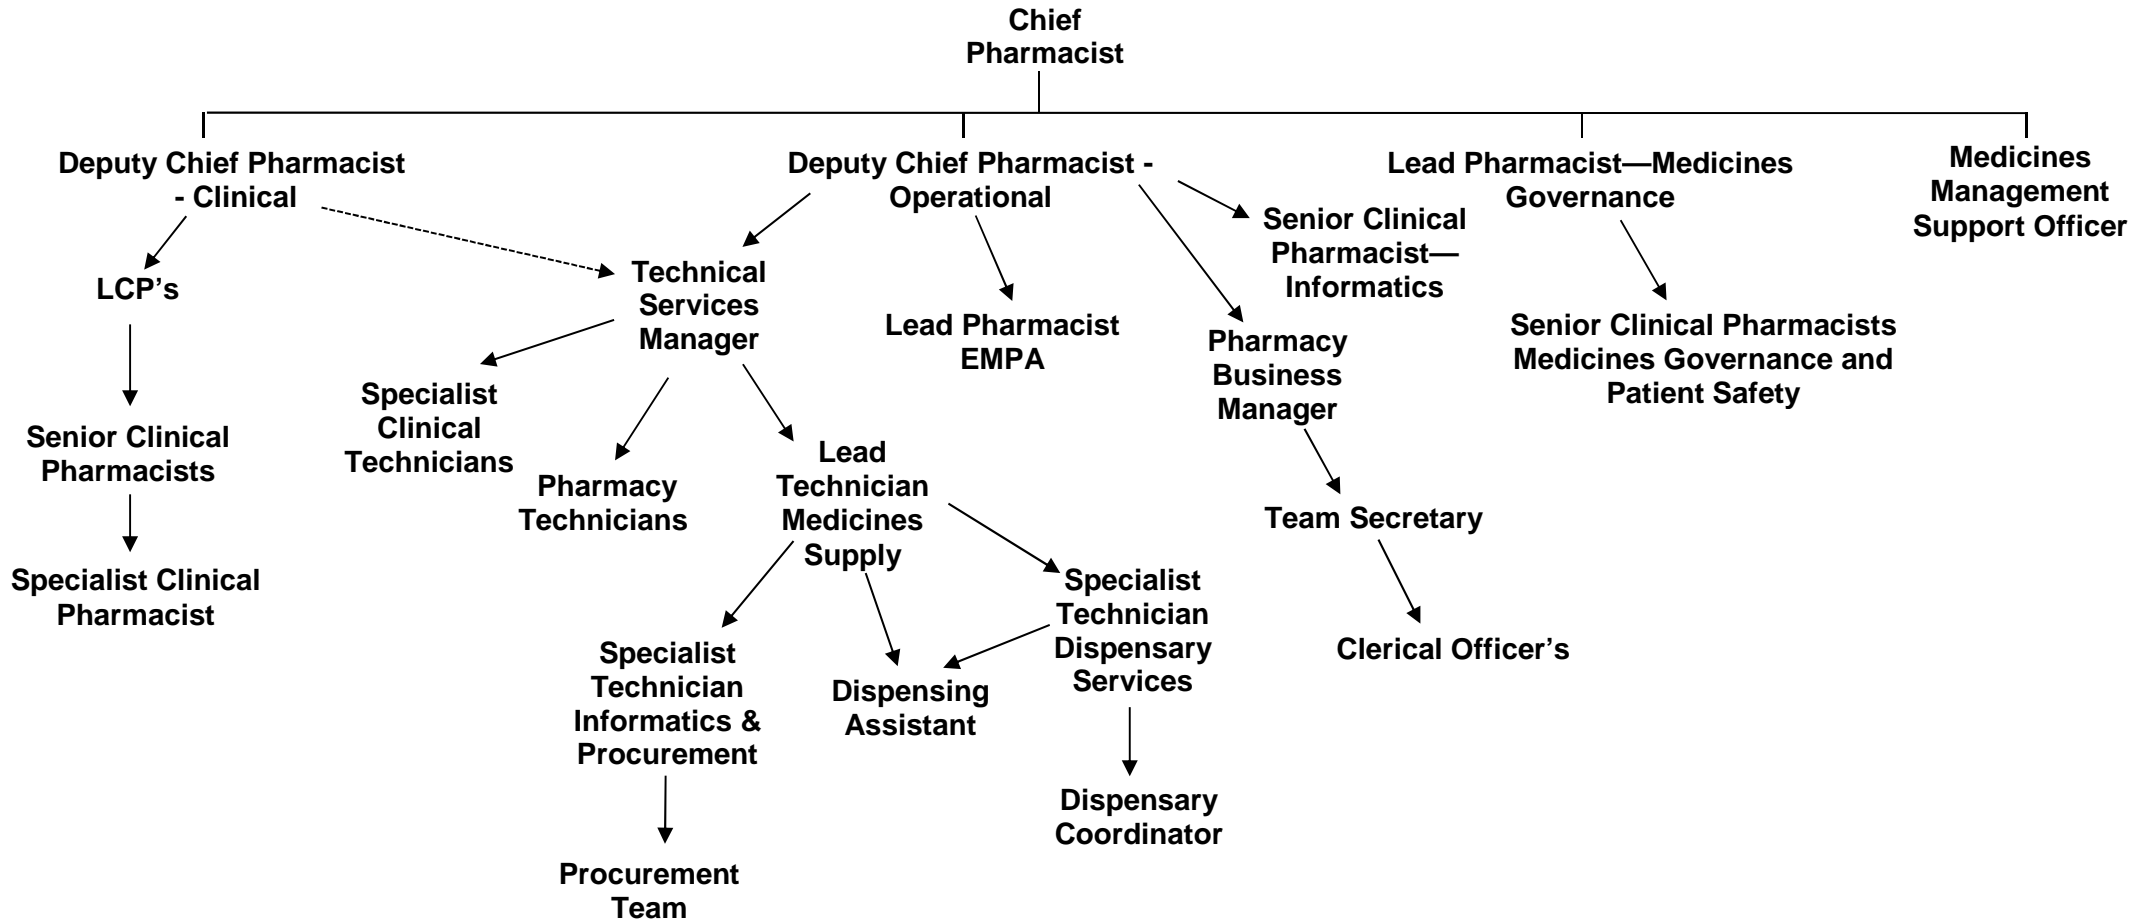 Chief
Pharmacist
Deputy Chief Pharmacist
- Clinical
Deputy Chief Pharmacist -
Operational
Lead Pharmacist—Medicines
Governance
Medicines
Management
Support Officer
Senior Clinical
Pharmacist—
Informatics
Technical
Services
Manager
LCP’s
Lead Pharmacist
EMPA
Pharmacy
Business
Manager
Senior Clinical Pharmacists
Medicines Governance and
Patient Safety
Specialist
Clinical
Technicians
Senior Clinical
Pharmacists
Pharmacy
Technicians
Lead
Technician
Medicines
Supply
Team Secretary
Specialist Clinical
Pharmacist
Specialist
Technician
Dispensary
Services
Specialist
Technician
Informatics &
Procurement
Dispensing
Assistant
Clerical Officer’s
Dispensary
Coordinator
Procurement
Team